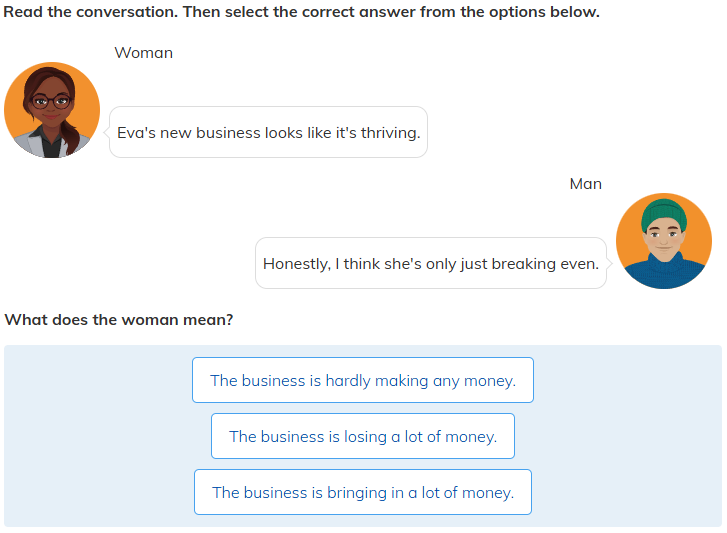 Read the conversation. Then select the correct answer from the options below.
Woman
Eva's new business looks like it's thriving.
Man
Honestly, I think she's only just breaking even.
What does the woman mean?
The business is hardly making any money.
The business is losing a lot of money.
The business is bringing in a lot of money.